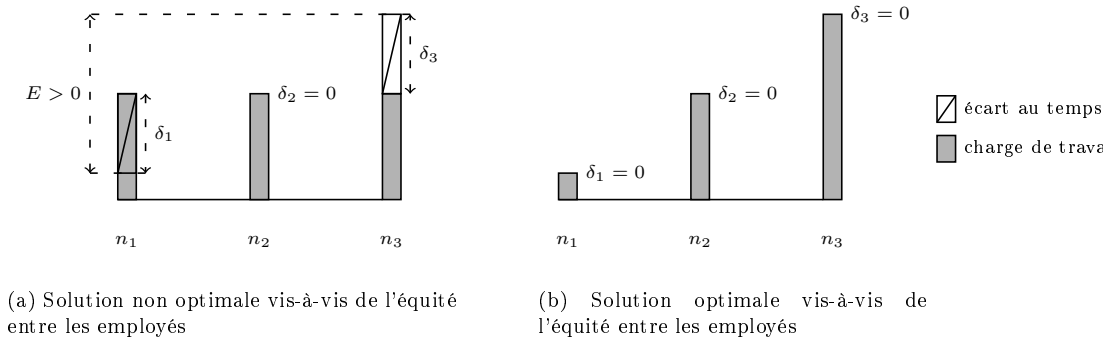 E > 0
δ₁
δ₂ = 0
δ₃
n₁
n₂
n₃
(a) Solution non optimale vis-à-vis de l'équité
entre les employés
δ₁ = 0
δ₂ = 0
δ₃ = 0
n₁
n₂
n₃
écart au temps
charge de trava
(b) Solution optimale vis-à-vis de
l'équité entre les employés